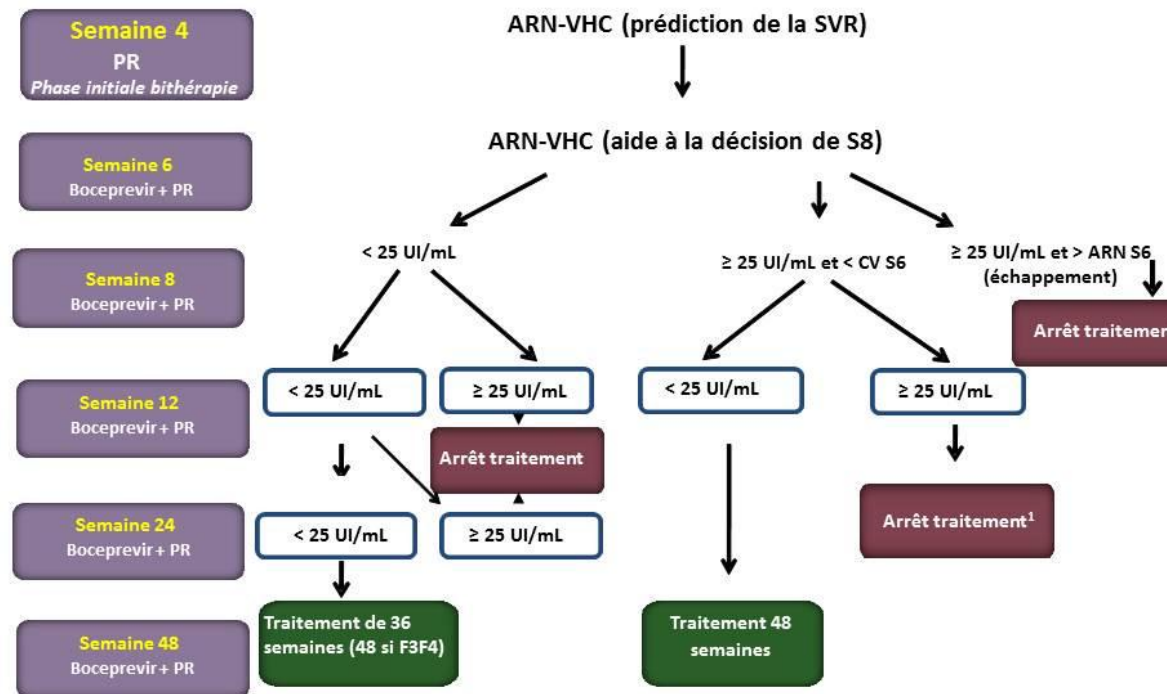 Semaine 4
PR
Phase initiale bithérapie
ARN-VHC (prédiction de la SVR)
Semaine 6
Boceprevir + PR
ARN-VHC (aide à la décision de S8)
Semaine 8
Boceprevir + PR
< 25 UI/mL
≥ 25 UI/mL et < CV S6
≥ 25 UI/mL et > ARN S6
(échappement)
Arrêt traitement
Semaine 12
Boceprevir + PR
< 25 UI/mL
≥ 25 UI/mL
< 25 UI/mL
≥ 25 UI/mL
Arrêt traitement
Arrêt traitement¹
Semaine 24
Boceprevir + PR
< 25 UI/mL
≥ 25 UI/mL
Semaine 48
Boceprevir + PR
Traitement de 36
semaines (48 si F3F4)
Traitement 48
semaines